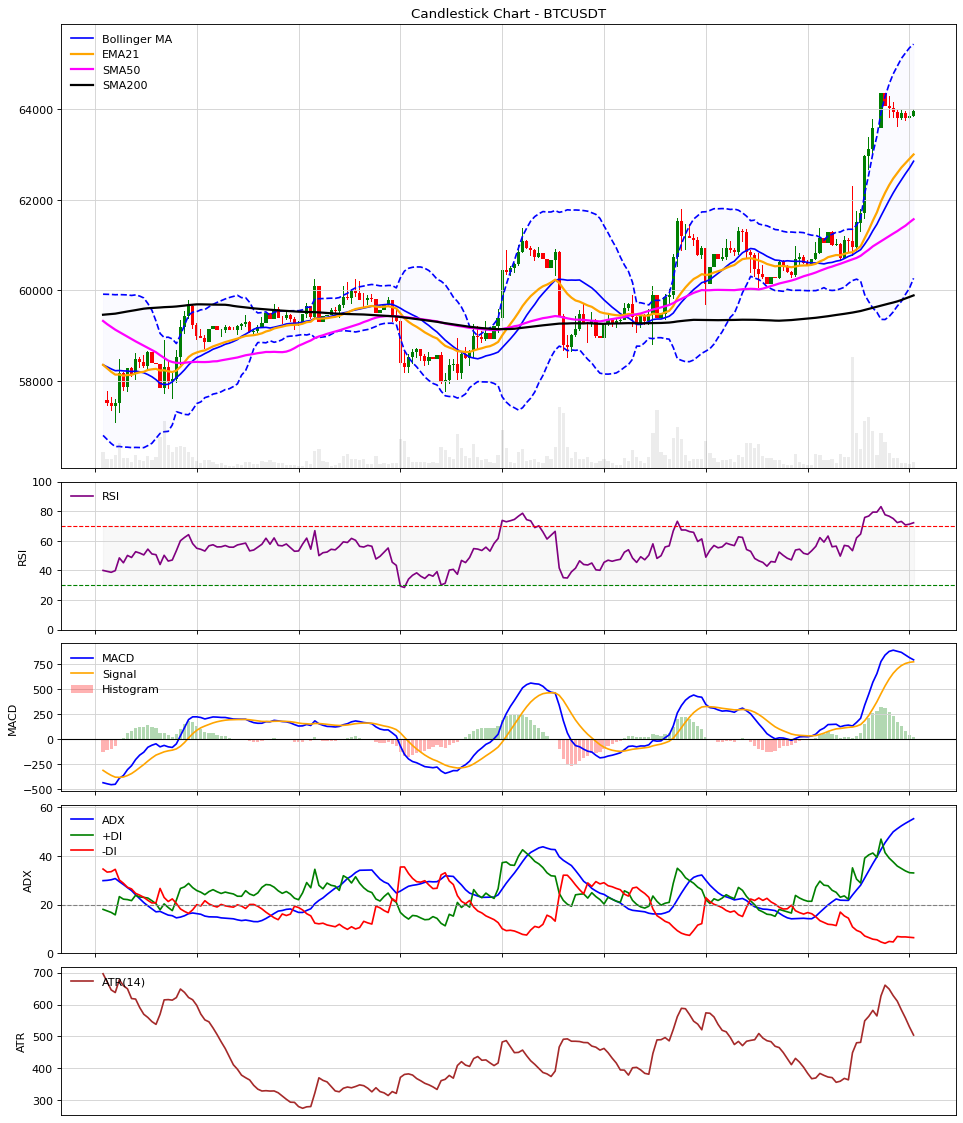 Candlestick Chart - BTCUSDT
Bollinger MA
EMA21
SMA50
SMA200
64000
62000
60000
58000
RSI
100
80
60
40
20
0
RSI
MACD
Signal
Histogram
750
500
250
0
−250
−500
MACD
ADX
+DI
-DI
60
40
20
0
ADX
ATR(14)
700
600
500
400
300
ATR